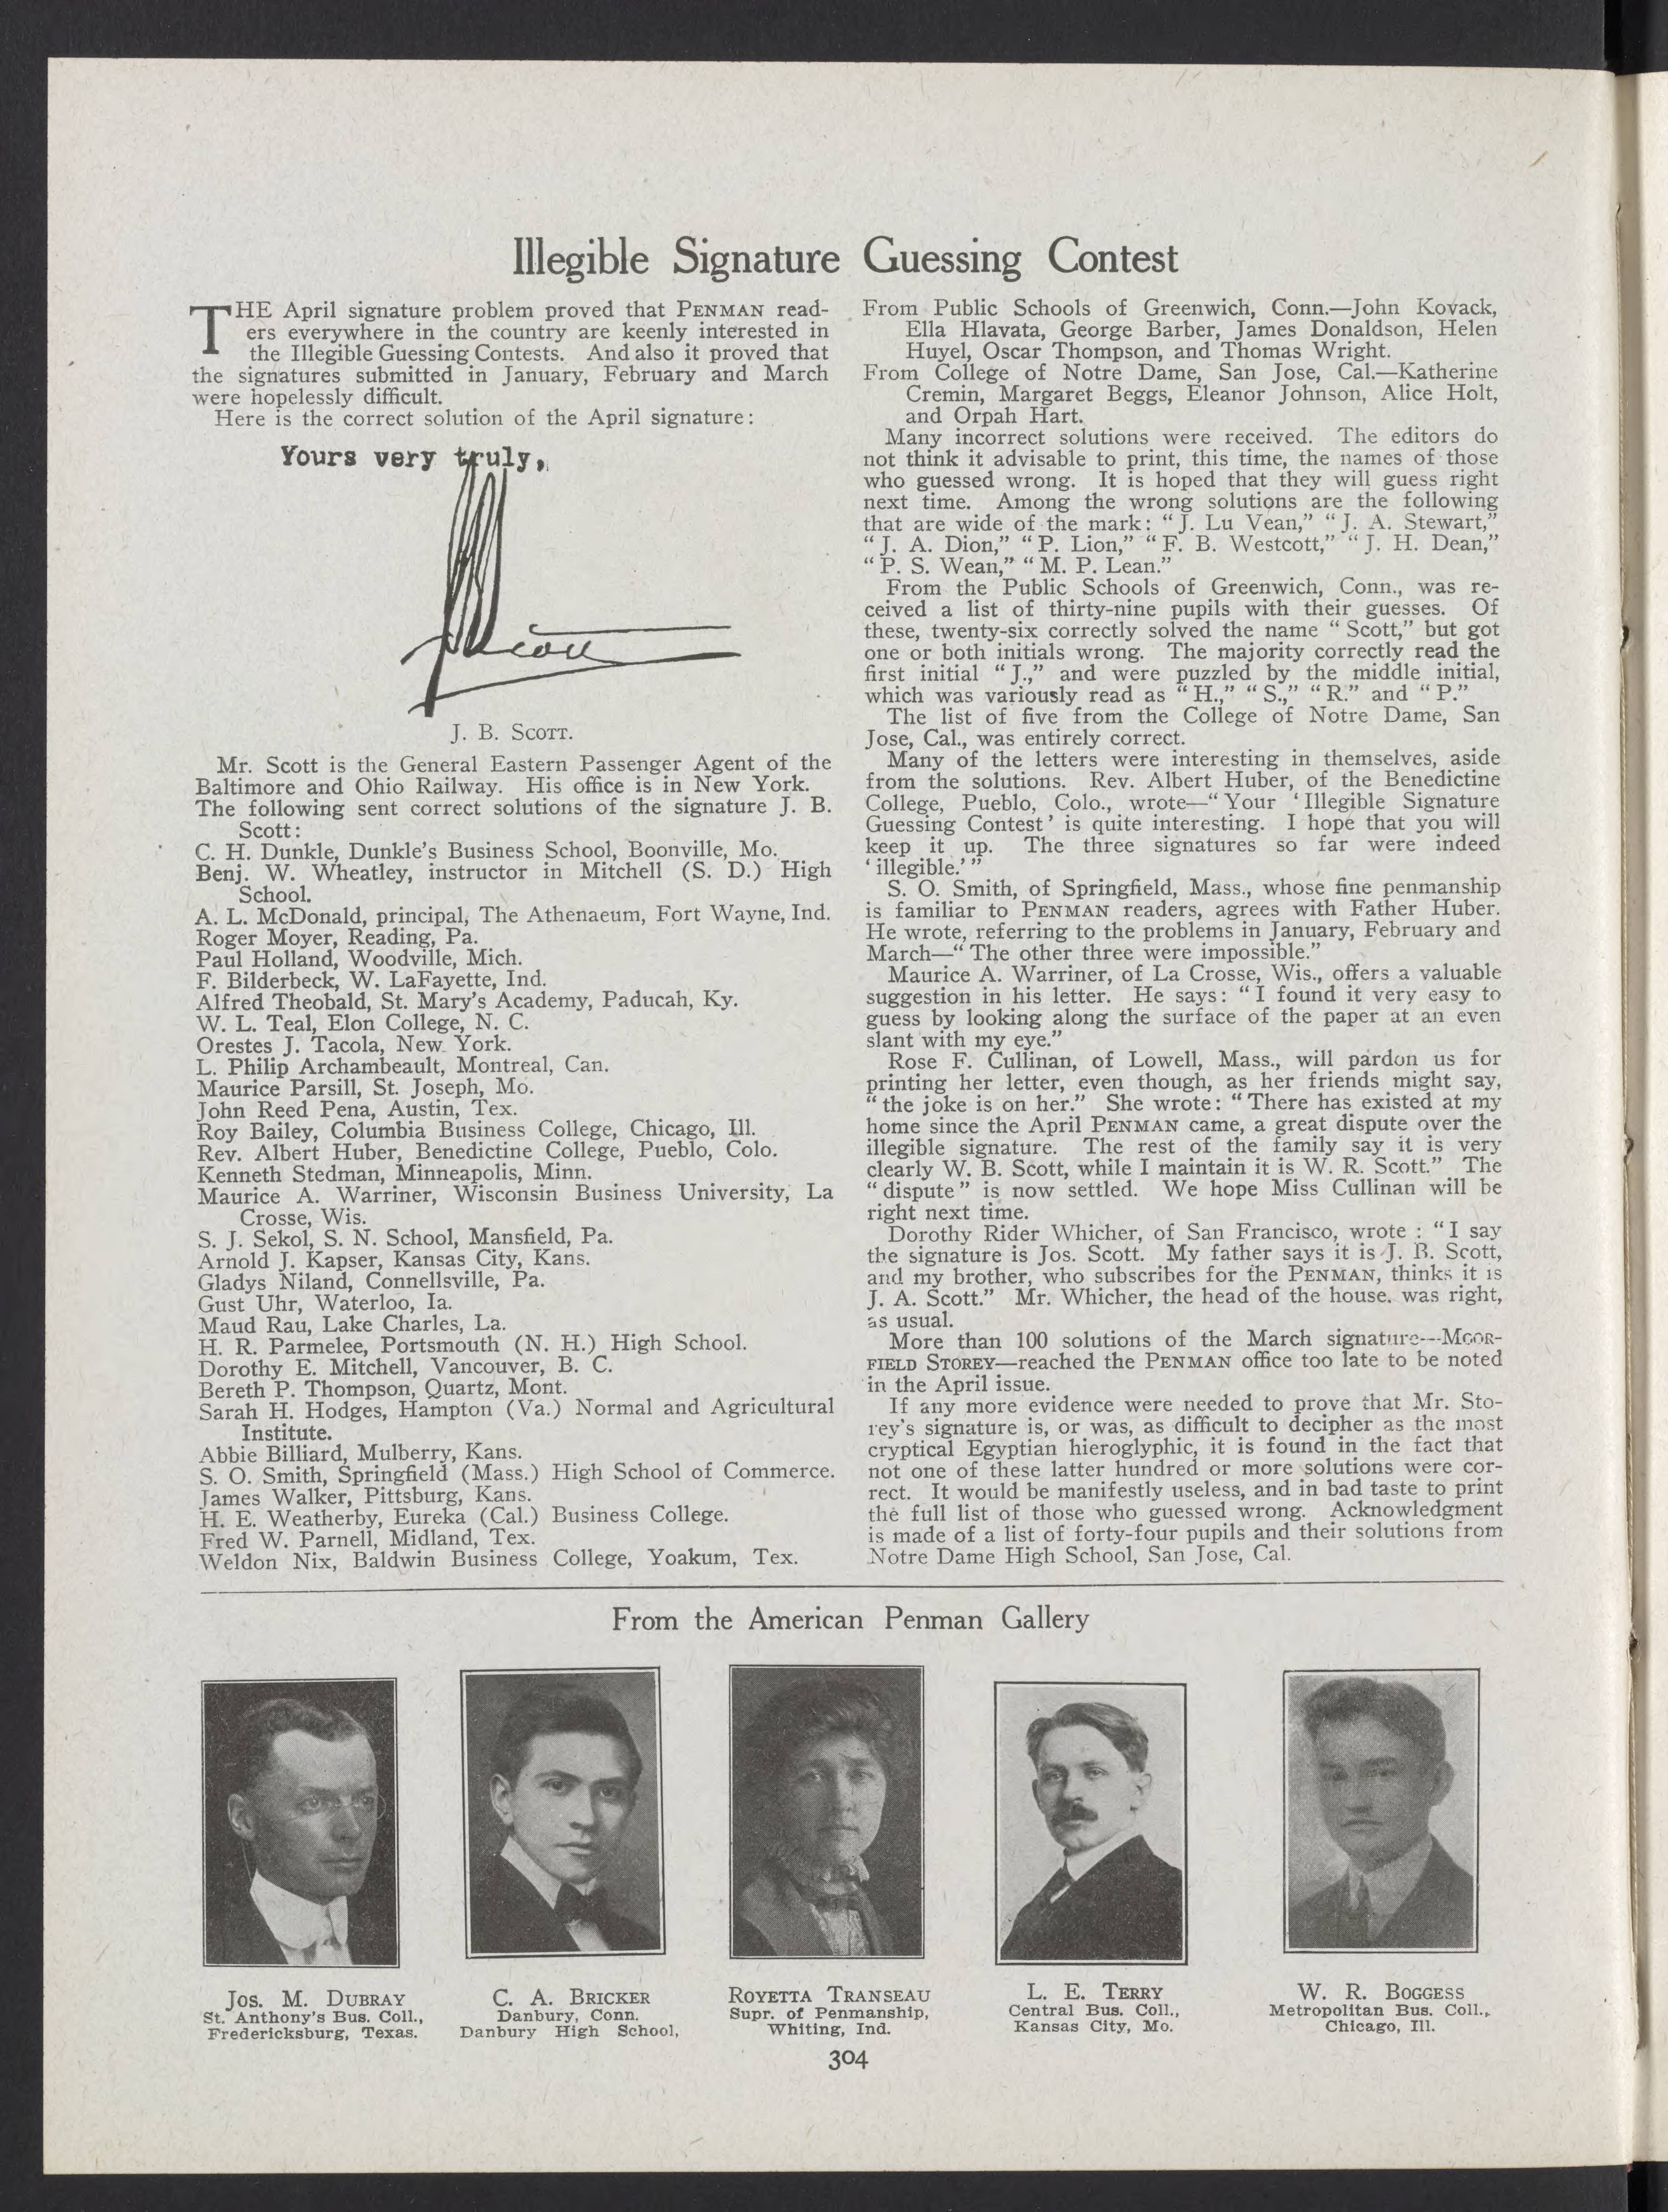 Illegible Signature Guessing Contest
THE April signature problem proved that PENMAN read-
ers everywhere in the country are keenly interested in
the Illegible Guessing Contests. And also it proved that
the signatures submitted in January, February and March
were hopelessly difficult.
Here is the correct solution of the April signature:
Yours very truly,
J. B. SCOTT.
Mr. Scott is the General Eastern Passenger Agent of the
Baltimore and Ohio Railway. His office is in New York.
The following sent correct solutions of the signature J. B.
Scott:
C. H. Dunkle, Dunkle's Business School, Boonville, Mo.
Benj. W. Wheatley, instructor in Mitchell (S. D.) High
School.
A. L. McDonald, principal, The Athenaeum, Fort Wayne, Ind.
Roger Moyer, Reading, Pa.
Paul Holland, Woodville, Mich.
F. Bilderbeck, W. LaFayette, Ind.
Alfred Theobald, St. Mary's Academy, Paducah, Ky.
W. L. Teal, Elon College, N. C.
Orestes J. Tacola, New York.
L. Philip Archambeault, Montreal, Can.
Maurice Parsill, St. Joseph, Mo.
John Reed Pena, Austin, Tex.
Roy Bailey, Columbia Business College, Chicago, Ill.
Rev. Albert Huber, Benedictine College, Pueblo, Colo.
Kenneth Stedman, Minneapolis, Minn.
Maurice A. Warriner, Wisconsin Business University, La
Crosse, Wis.
S. J. Sekol, S. N. School, Mansfield, Pa.
Arnold J. Kapser, Kansas City, Kans.
Gladys Niland, Connellsville, Pa.
Gust Uhr, Waterloo, Ia.
Maud Rau, Lake Charles, La.
H. R. Parmelee, Portsmouth (N. H.) High School.
Dorothy E. Mitchell, Vancouver, B. C.
Bereth P. Thompson, Quartz, Mont.
Sarah H. Hodges, Hampton (Va.) Normal and Agricultural
Institute.
Abbie Billiard, Mulberry, Kans.
S. O. Smith, Springfield (Mass.) High School of Commerce.
James Walker, Pittsburg, Kans.
H. E. Weatherby, Eureka (Cal.) Business College.
Fred W. Parnell, Midland, Tex.
Weldon Nix, Baldwin Business College, Yoakum, Tex.
From Public Schools of Greenwich, Conn.—John Kovack,
Ella Hlavata, George Barber, James Donaldson, Helen
Huyel, Oscar Thompson, and Thomas Wright.
From College of Notre Dame, San Jose, Cal.—Katherine
Cremin, Margaret Beggs, Eleanor Johnson, Alice Holt,
and Orpah Hart.
Many incorrect solutions were received. The editors do
not think it advisable to print, this time, the names of those
who guessed wrong. It is hoped that they will guess right
next time. Among the wrong solutions are the following
that are wide of the mark: "J. Lu Vean," "J. A. Stewart,"
"J. A. Dion," "P. Lion," "F. B. Westcott," "J. H. Dean,"
"P. S. Wean," "M. P. Lean."
From the Public Schools of Greenwich, Conn., was re-
ceived a list of thirty-nine pupils with their guesses. Of
these, twenty-six correctly solved the name "Scott," but got
one or both initials wrong. The majority correctly read the
first initial "J.," and were puzzled by the middle initial,
which was variously read as "H.," "S.," "R." and "P."
The list of five from the College of Notre Dame, San
Jose, Cal., was entirely correct.
Many of the letters were interesting in themselves, aside
from the solutions. Rev. Albert Huber, of the Benedictine
College, Pueblo, Colo., wrote—"Your 'Illegible Signature
Guessing Contest' is quite interesting. I hope that you will
keep it up. The three signatures so far were indeed
'illegible.'"
S. O. Smith, of Springfield, Mass., whose fine penmanship
is familiar to PENMAN readers, agrees with Father Huber.
He wrote, referring to the problems in January, February and
March—"The other three were impossible."
Maurice A. Warriner, of La Crosse, Wis., offers a valuable
suggestion in his letter. He says: "I found it very easy to
guess by looking along the surface of the paper at an even
slant with my eye."
Rose F. Cullinan, of Lowell, Mass., will pardon us for
printing her letter, even though, as her friends might say,
"the joke is on her." She wrote: "There has existed at my
home since the April PENMAN came, a great dispute over the
illegible signature. The rest of the family say it is very
clearly W. B. Scott, while I maintain it is W. R. Scott." The
"dispute" is now settled. We hope Miss Cullinan will be
right next time.
Dorothy Rider Whicher, of San Francisco, wrote : "I say
the signature is Jos. Scott. My father says it is J. B. Scott,
and my brother, who subscribes for the PENMAN, thinks it is
J. A. Scott." Mr. Whicher, the head of the house. was right,
as usual.
More than 100 solutions of the March signature---MOOR-
FIELD STOREY—reached the PENMAN office too late to be noted
in the April issue.
If any more evidence were needed to prove that Mr. Sto-
rey's signature is, or was, as difficult to decipher as the most
cryptical Egyptian hieroglyphic, it is found in the fact that
not one of these latter hundred or more solutions were cor-
rect. It would be manifestly useless, and in bad taste to print
the full list of those who guessed wrong. Acknowledgment
is made of a list of forty-four pupils and their solutions from
Notre Dame High School, San Jose, Cal.
From the American Penman Gallery
JOS. M. DUBRAY
St. Anthony's Bus. Coll.,
Fredericksburg, Texas.
C. A. BRICKER
Danbury, Conn.
Danbury High School,
ROYETTA TRANSEAU
Supr. of Penmanship,
Whiting, Ind.
L. E. TERRY
Central Bus. Coll.,
Kansas City, Mo.
W. R. BOGGESS
Metropolitan Bus. Coll.,
Chicago, Ill.
304